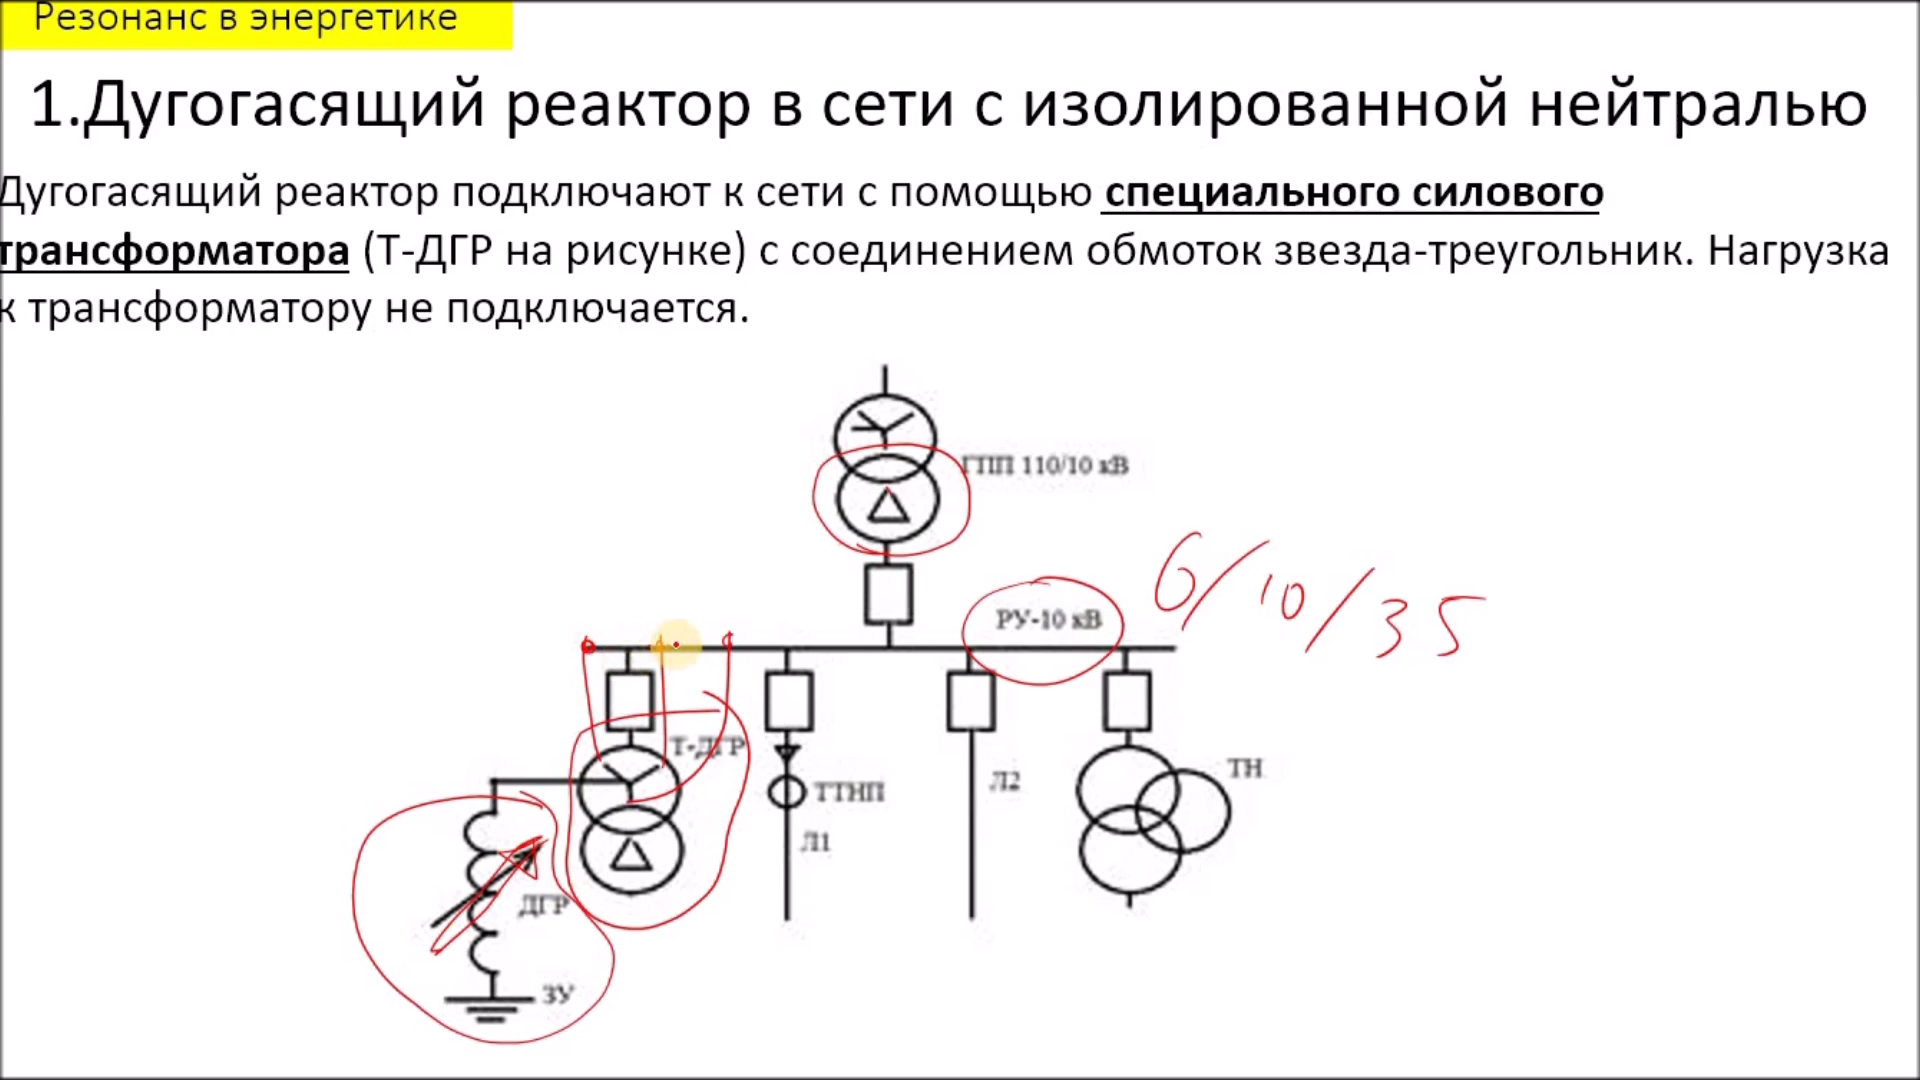 Резонанс в энергетике
1.Дугогасящий реактор в сети с изолированной нейтралью
Дугогасящий реактор подключают к сети с помощью специального силового
трансформатора (Т-ДГР на рисунке) с соединением обмоток звезда-треугольник. Нагрузка
к трансформатору не подключается.
ГПП 110/10 кВ
6/10/35
РУ-10 кВ
Т-ДГР
ТН
Л2
ТТНП
Л1
ДГР
ЗУ